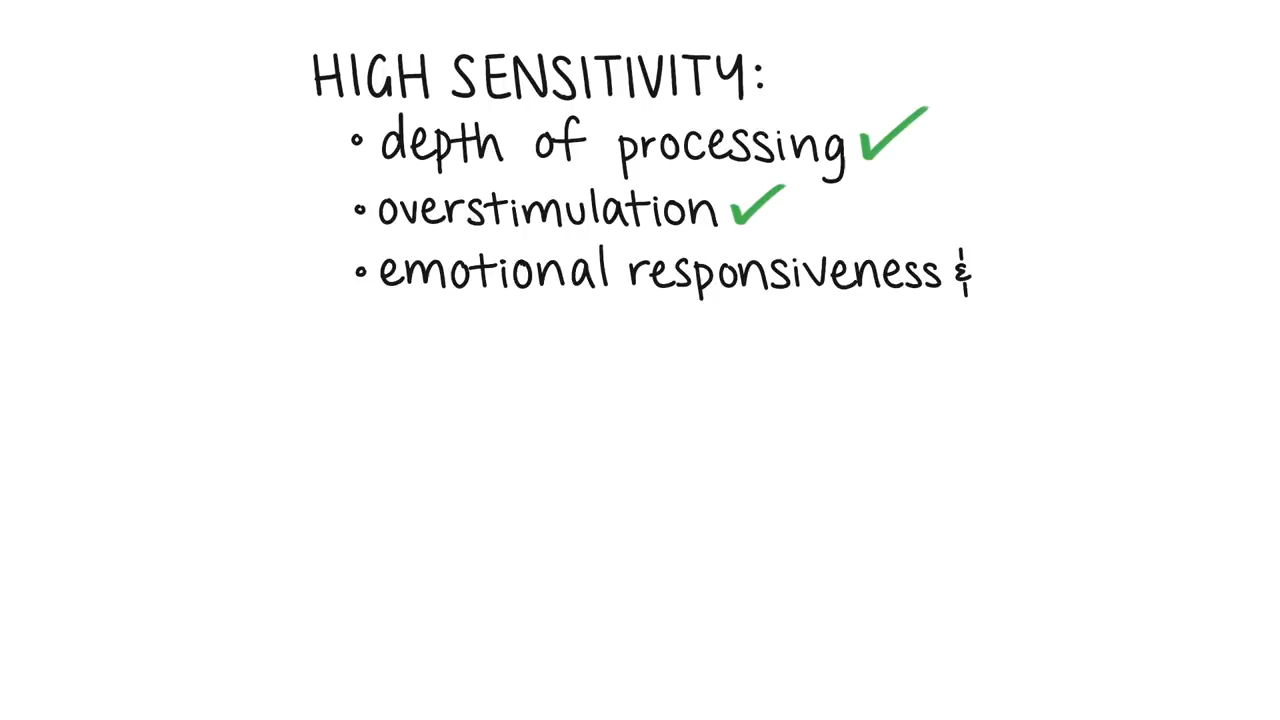 HIGH SENSITIVITY:
• depth of processing ✓
• overstimulation ✓
• emotional responsiveness &